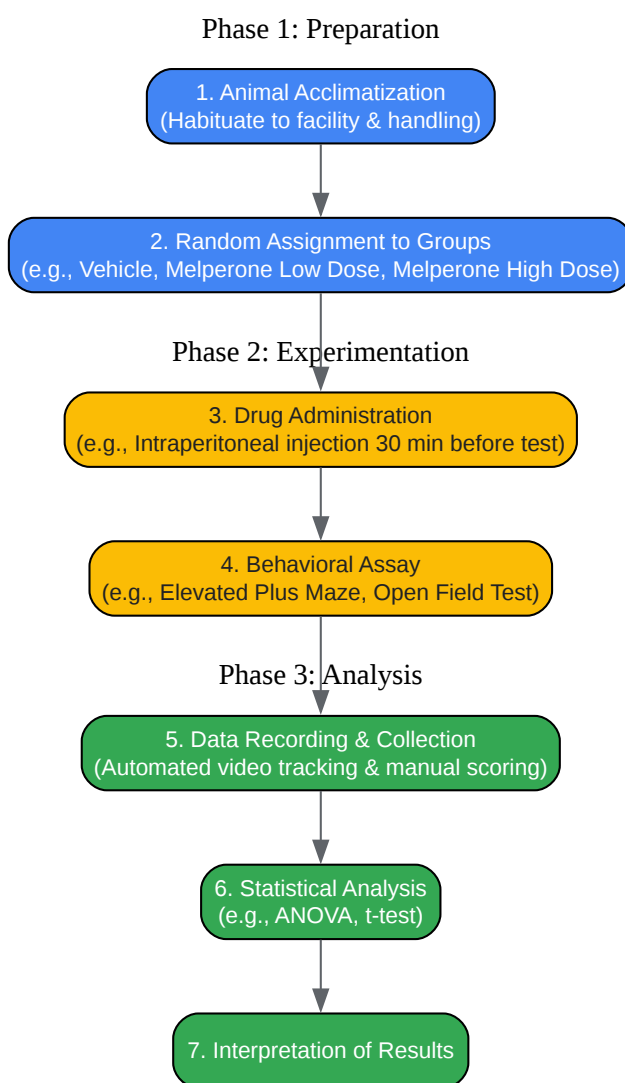 Phase 1: Preparation
1. Animal Acclimatization
(Habituate to facility & handling)
2. Random Assignment to Groups
(e.g., Vehicle, Melperone Low Dose, Melperone High Dose)
Phase 2: Experimentation
3. Drug Administration
(e.g., Intraperitoneal injection 30 min before test)
4. Behavioral Assay
(e.g., Elevated Plus Maze, Open Field Test)
Phase 3: Analysis
5. Data Recording & Collection
(Automated video tracking & manual scoring)
6. Statistical Analysis
(e.g., ANOVA, t-test)
7. Interpretation of Results